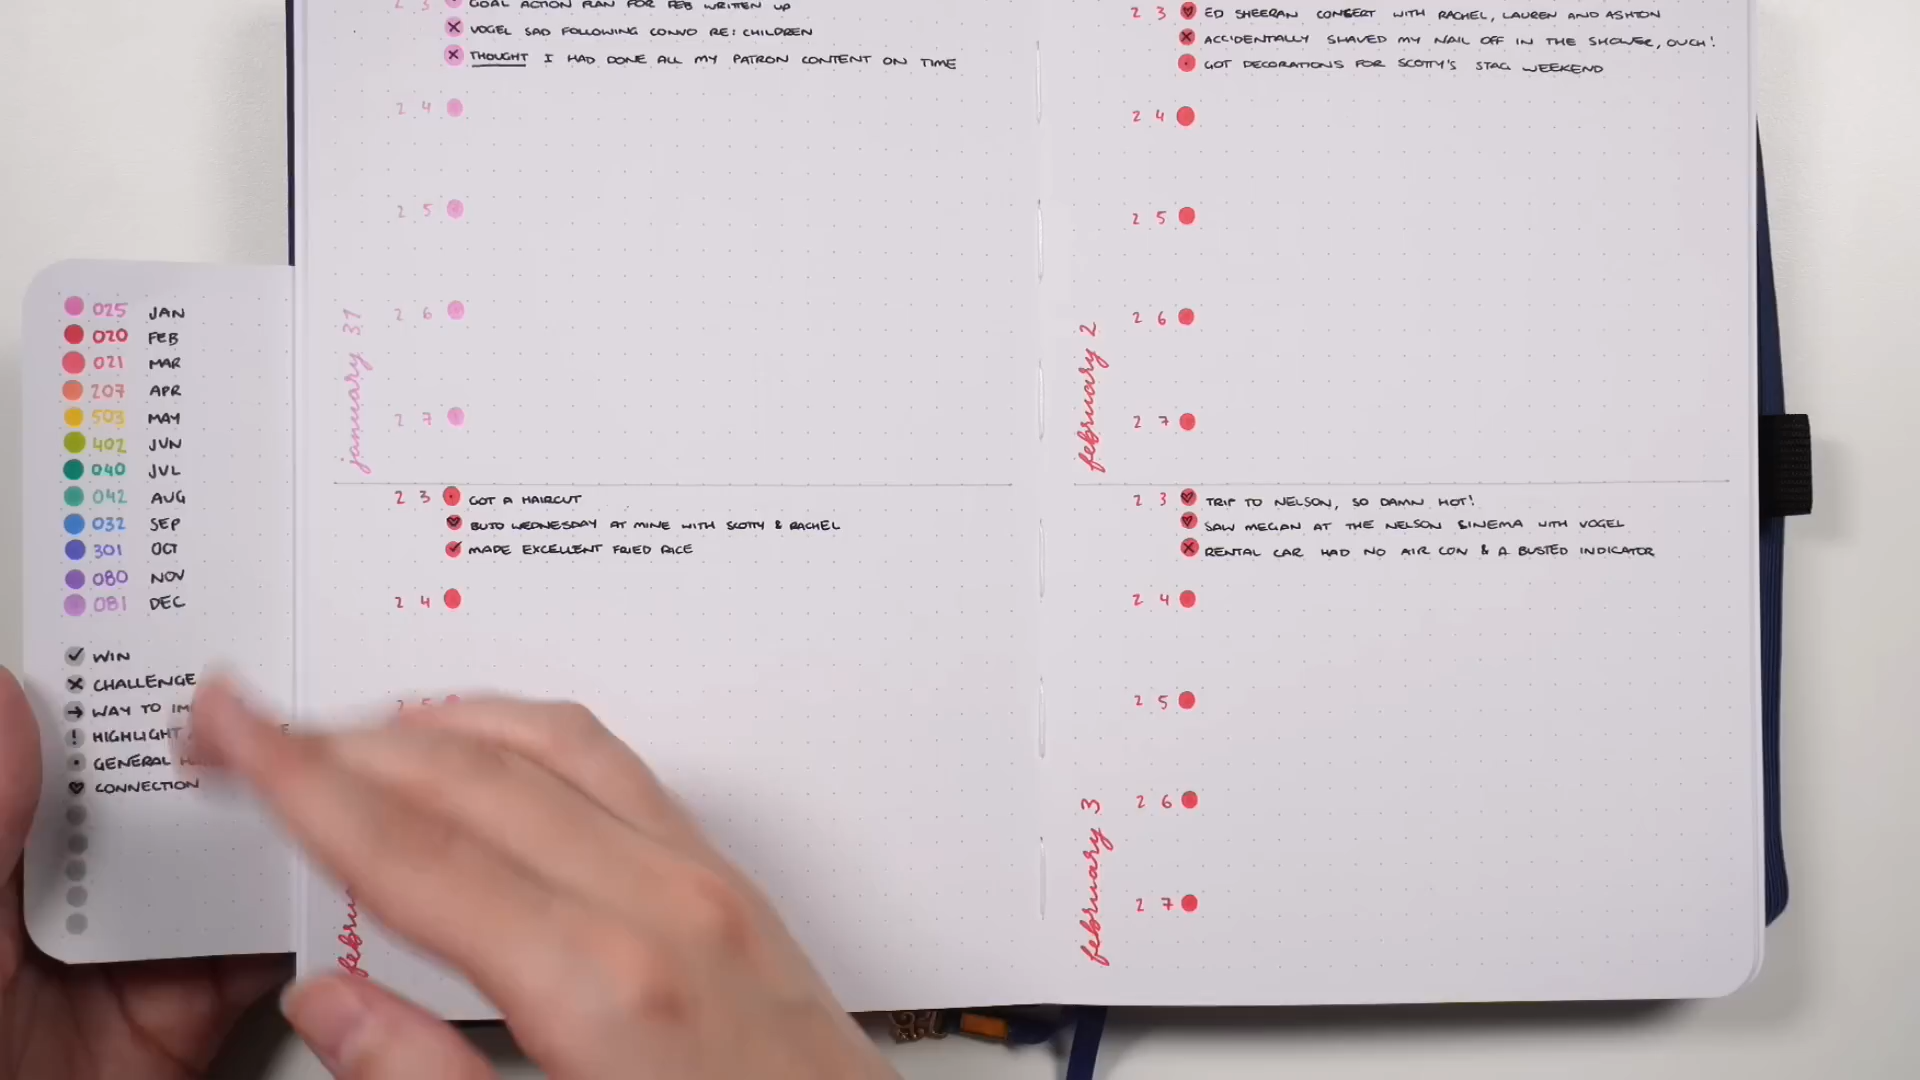 2 3 GOAL ACTION PLAN FOR FEB WRITTEN UP
VOGEL SAD FOLLOWING CONVO RE: CHILDREN
THOUGHT I HAD DONE ALL MY PATRON CONTENT ON TIME
2 4
2 5
2 6
2 7
january 31
2 3 GOT A HAIRCUT
BUJO WEDNESDAY AT MINE WITH SCOTTY & RACHEL
MADE EXCELLENT FRIED RICE
2 4
2 5
2 3 ED SHEERAN CONCERT WITH RACHEL, LAUREN AND ASHTON
ACCIDENTALLY SHAVED MY NAIL OFF IN THE SHOWER, OUCH!
GOT DECORATIONS FOR SCOTTY'S STAG WEEKEND
2 4
2 5
2 6
2 7
february 2
2 3 TRIP TO NELSON, SO DAMN HOT!
SAW MEGAN AT THE NELSON CINEMA WITH VOGEL
RENTAL CAR HAD NO AIR CON & A BUSTED INDICATOR
2 4
2 5
2 6
2 7
february 3
025 JAN
020 FEB
021 MAR
207 APR
503 MAY
402 JUN
040 JUL
042 AUG
032 SEP
301 OCT
080 NOV
081 DEC
WIN
CHALLENGE
WAY TO
HIGHLIGHT
GENERAL
CONNECTION